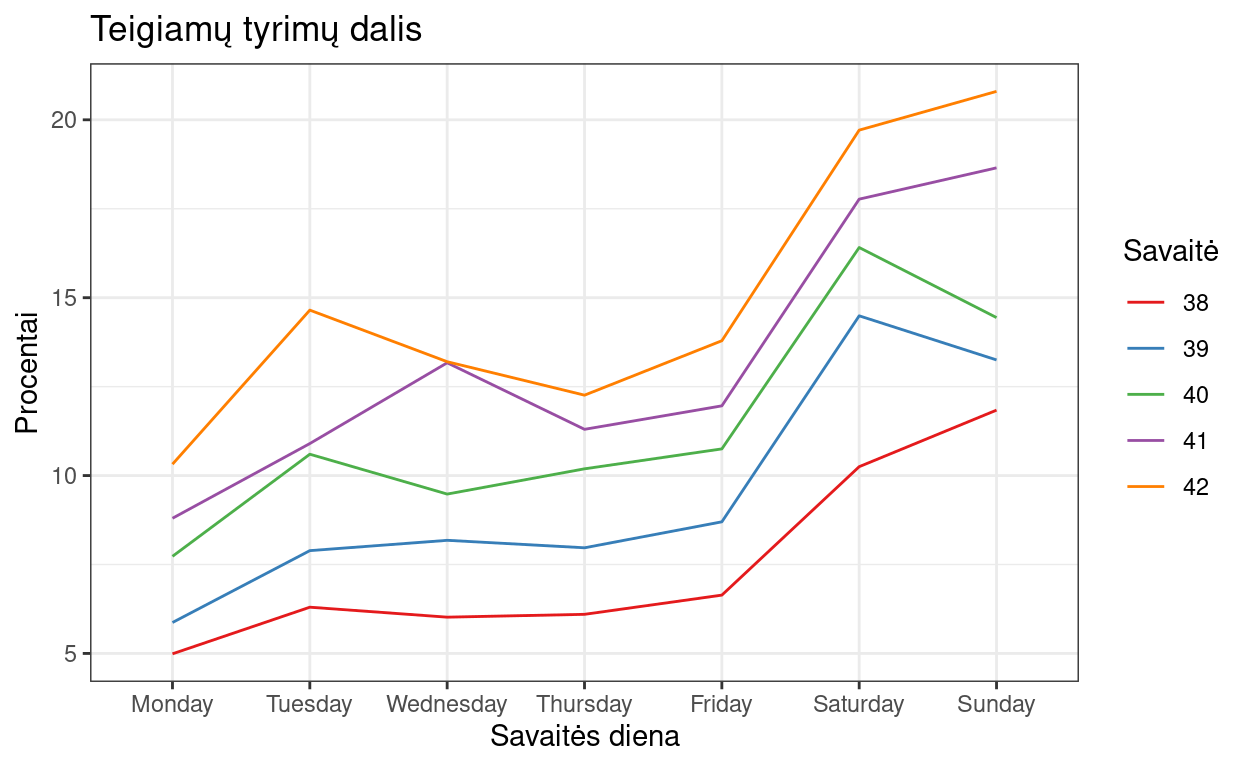 Teigiamų tyrimų dalis
Procentai
20
15
10
5
Monday Tuesday Wednesday Thursday Friday Saturday Sunday
Savaitės diena
Savaitė
38
39
40
41
42